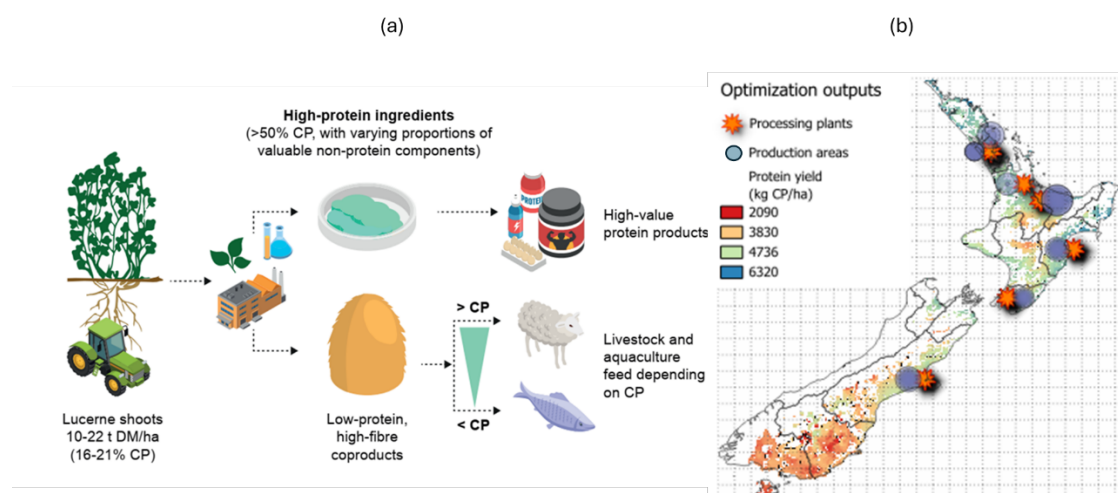 (a)
(b)
High-protein ingredients
(>50% CP, with varying proportions of
valuable non-protein components)
PROTEIN
High-value
protein products
> CP
Livestock and
aquaculture
feed depending
on CP
< CP
Lucerne shoots
10-22 t DM/ha
(16-21% CP)
Low-protein,
high-fibre
coproducts
Optimization outputs
Processing plants
Production areas
Protein yield
(kg CP/ha)
2090
3830
4736
6320